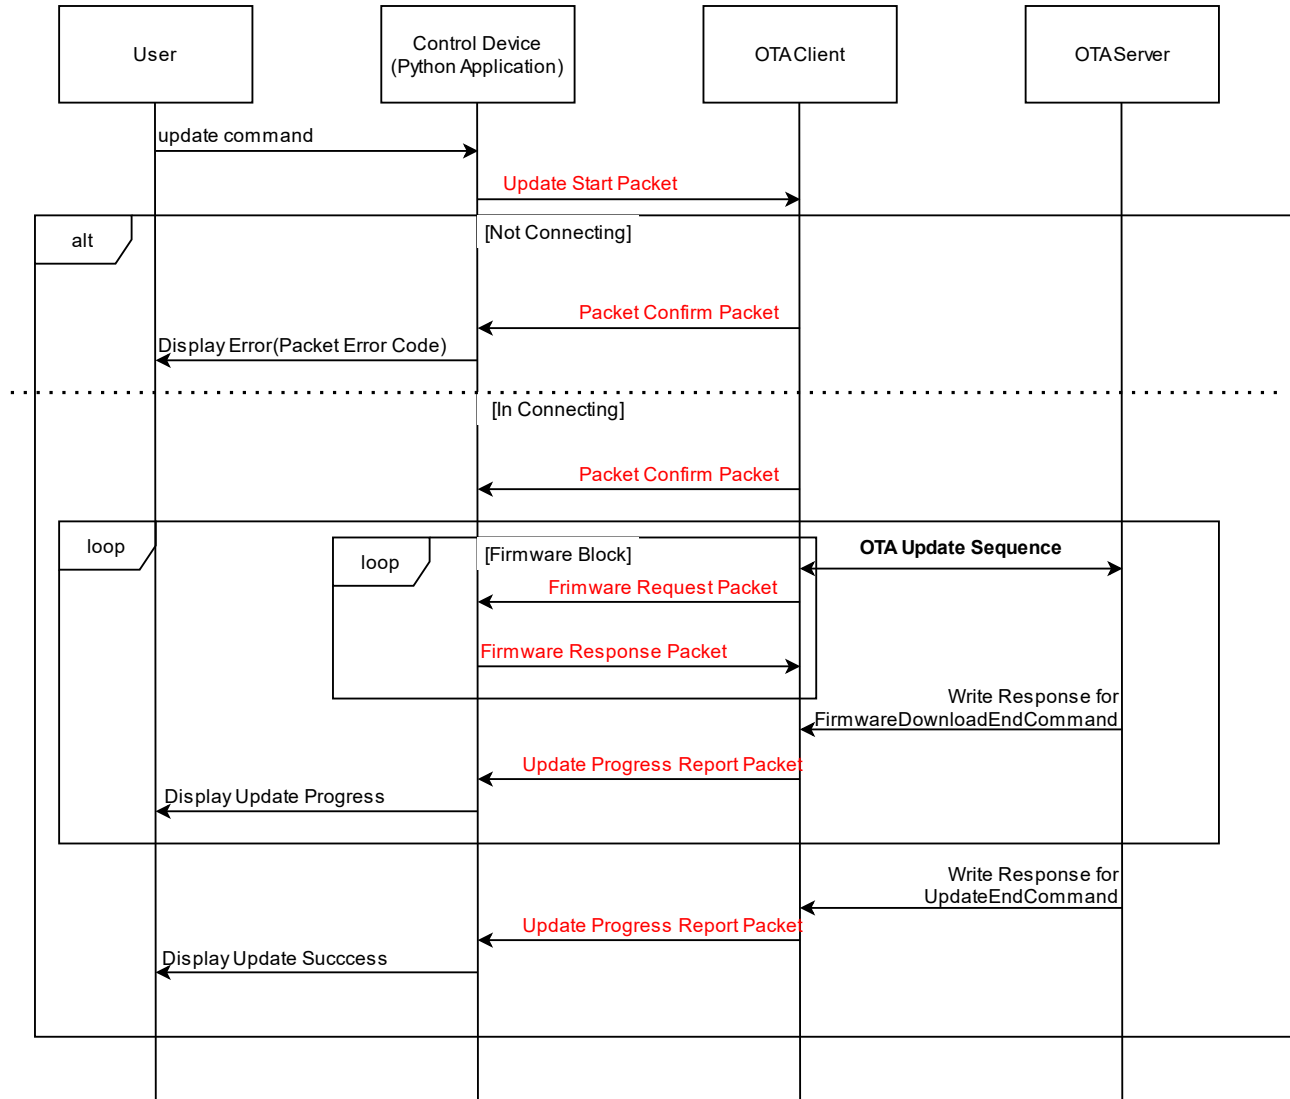 User
Control Device
(Python Application)
OTAClient
OTAServer
update command
Update Start Packet
alt
[Not Connecting]
Packet Confirm Packet
Display Error(Packet Error Code)
[In Connecting]
Packet Confirm Packet
loop
loop
[Firmware Block]
OTA Update Sequence
Frimware Request Packet
Firmware Response Packet
Write Response for
FirmwareDownloadEndCommand
Update Progress Report Packet
Display Update Progress
Write Response for
UpdateEndCommand
Update Progress Report Packet
Display Update Succcess